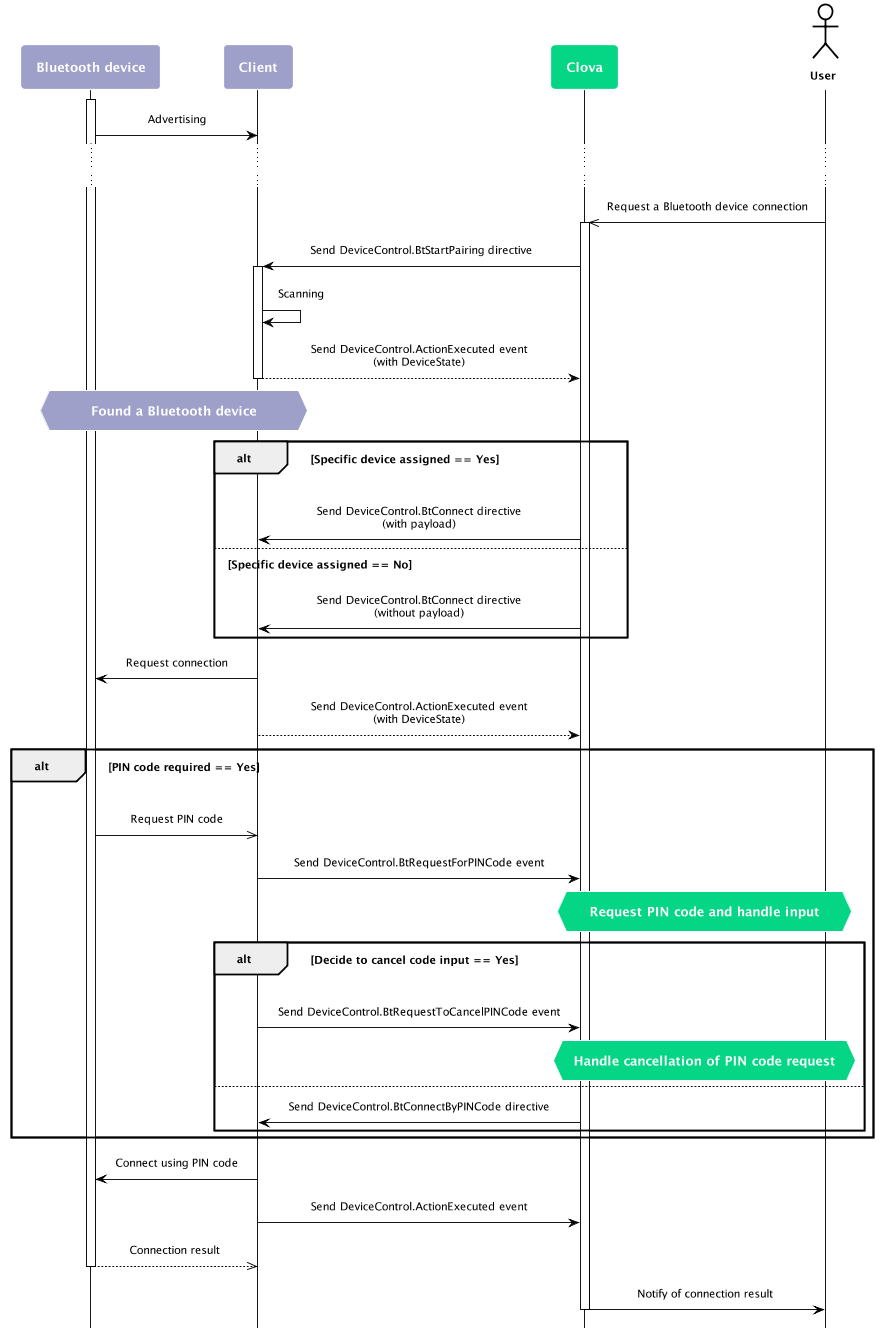 User
Bluetooth device
Client
Clova
Advertising
Request a Bluetooth device connection
Send DeviceControl.BtStartPairing directive
Scanning
Send DeviceControl.ActionExecuted event
(with DeviceState)
Found a Bluetooth device
alt
[Specific device assigned == Yes]
Send DeviceControl.BtConnect directive
(with payload)
[Specific device assigned == No]
Send DeviceControl.BtConnect directive
(without payload)
Request connection
Send DeviceControl.ActionExecuted event
(with DeviceState)
alt
[PIN code required == Yes]
Request PIN code
Send DeviceControl.BtRequestForPINCode event
Request PIN code and handle input
alt
[Decide to cancel code input == Yes]
Send DeviceControl.BtRequestToCancelPINCode event
Handle cancellation of PIN code request
Send DeviceControl.BtConnectByPINCode directive
Connect using PIN code
Send DeviceControl.ActionExecuted event
Connection result
Notify of connection result